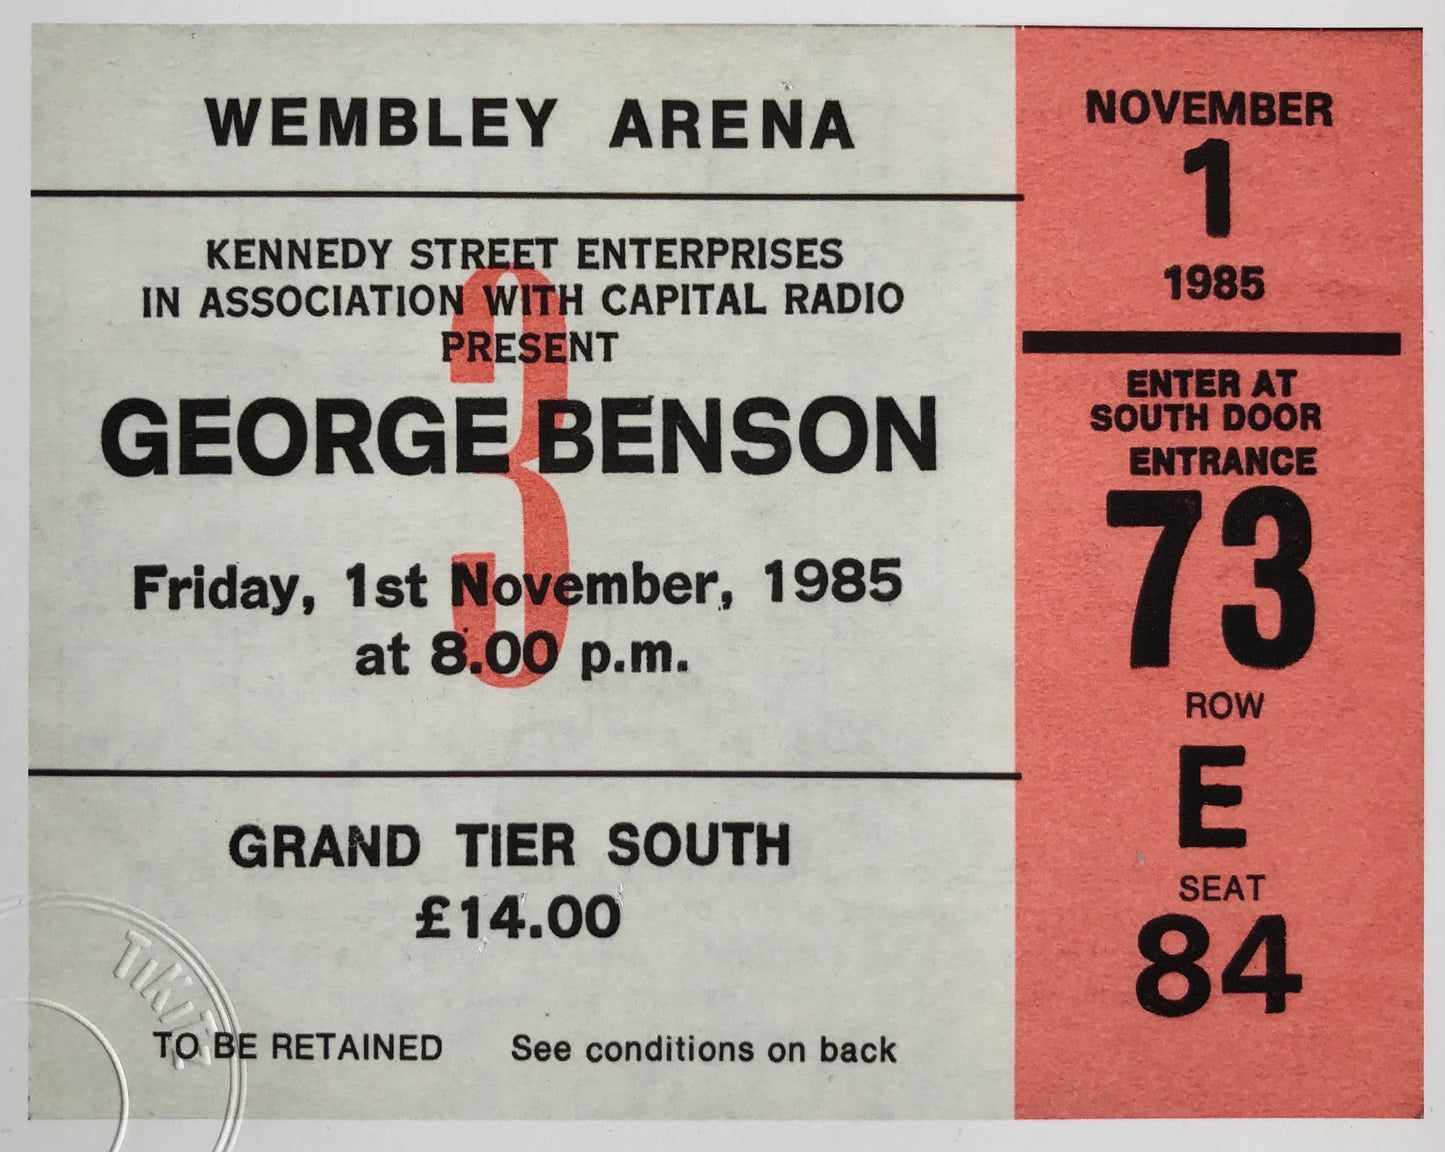 WEMBLEY ARENA
KENNEDY STREET ENTERPRISES
IN ASSOCIATION WITH CAPITAL RADIO
PRESENT
3
GEORGE BENSON
Friday, 1st November, 1985
at 8.00 p.m.
GRAND TIER SOUTH
£14.00
TO BE RETAINED See conditions on back
TIKIT
NOVEMBER
1
1985
ENTER AT
SOUTH DOOR
ENTRANCE
73
ROW
E
SEAT
84